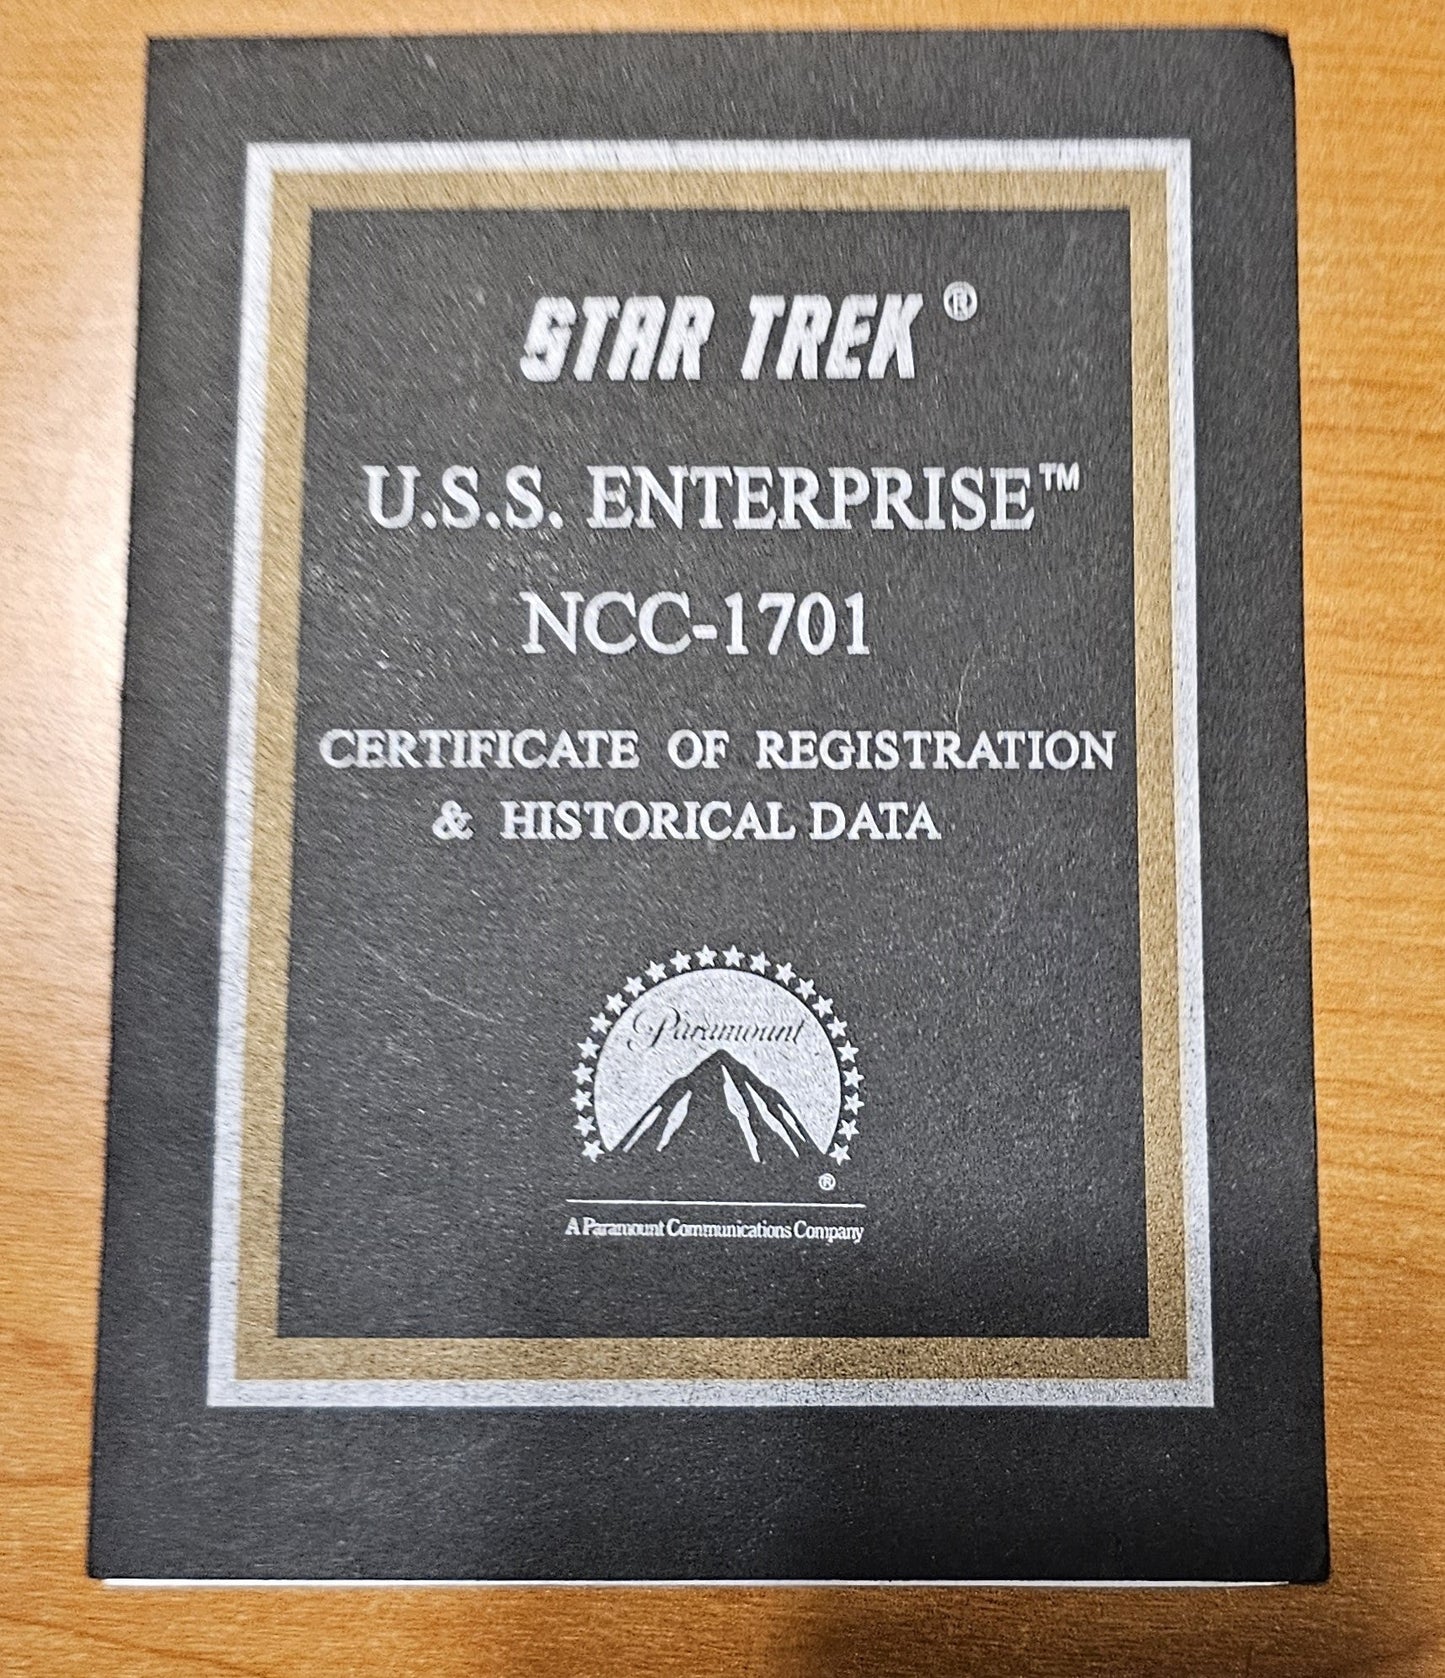 STAR TREK ®
U.S.S. ENTERPRISE™
NCC-1701
CERTIFICATE OF REGISTRATION
& HISTORICAL DATA
Paramount
®
A Paramount Communications Company